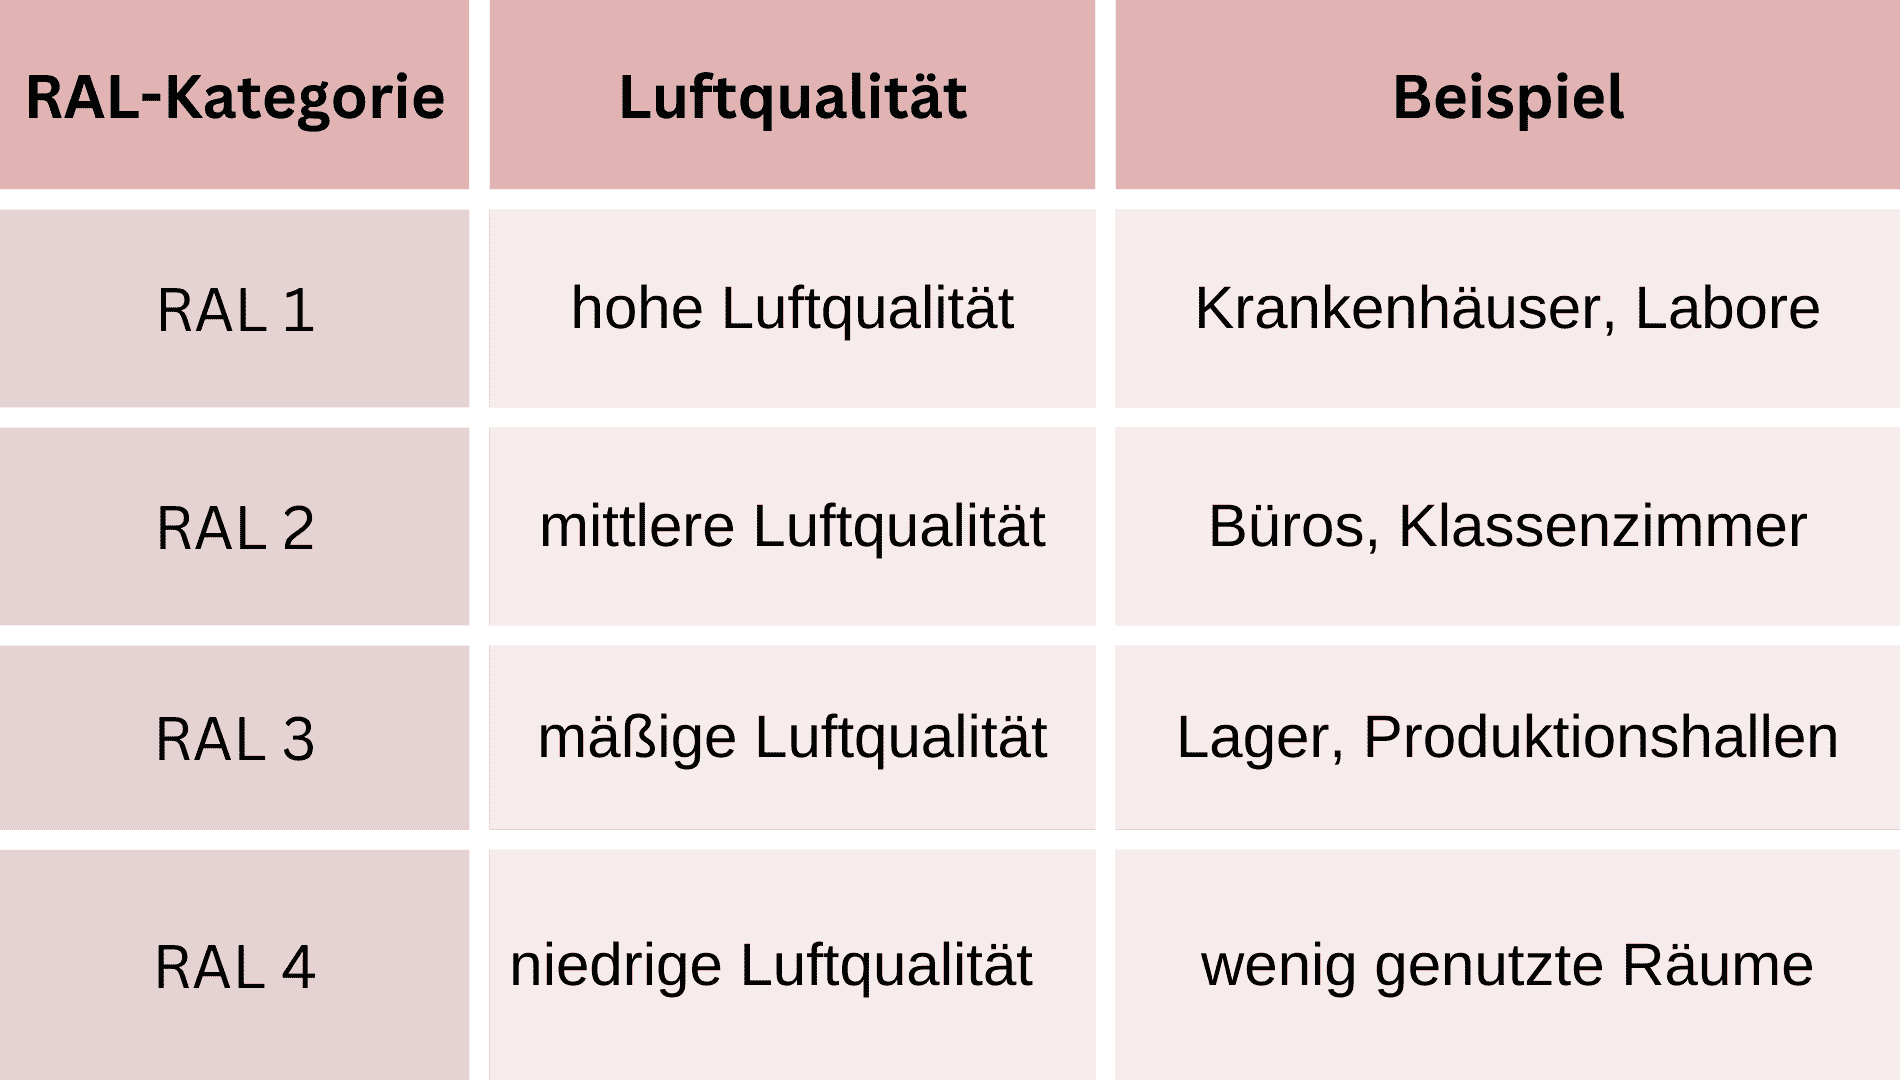 RAL-Kategorie Luftqualität Beispiel
RAL 1 hohe Luftqualität Krankenhäuser, Labore
RAL 2 mittlere Luftqualität Büros, Klassenzimmer
RAL 3 mäßige Luftqualität Lager, Produktionshallen
RAL 4 niedrige Luftqualität wenig genutzte Räume